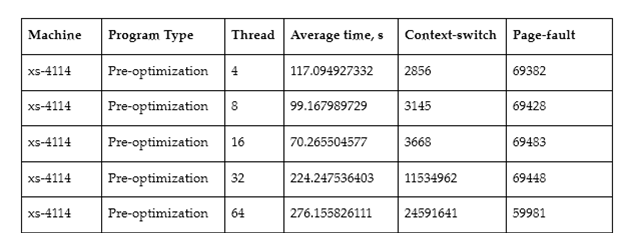 Machine Program Type Thread Average time, s Context-switch Page-fault
xs-4114 Pre-optimization 4 117.094927332 2856 69382
xs-4114 Pre-optimization 8 99.167989729 3145 69428
xs-4114 Pre-optimization 16 70.265504577 3668 69483
xs-4114 Pre-optimization 32 224.247536403 11534962 69448
xs-4114 Pre-optimization 64 276.155826111 24591641 59981